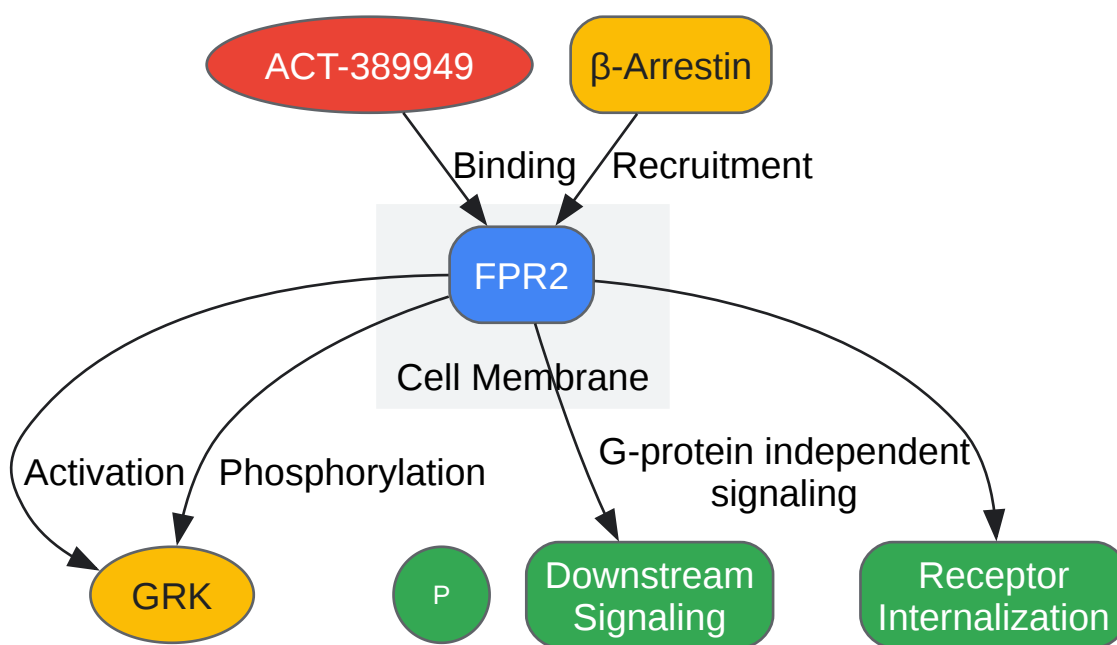 ACT-389949
β-Arrestin
Binding
Recruitment
FPR2
Cell Membrane
Activation
Phosphorylation
G-protein independent
signaling
GRK
P
Downstream
Signaling
Receptor
Internalization